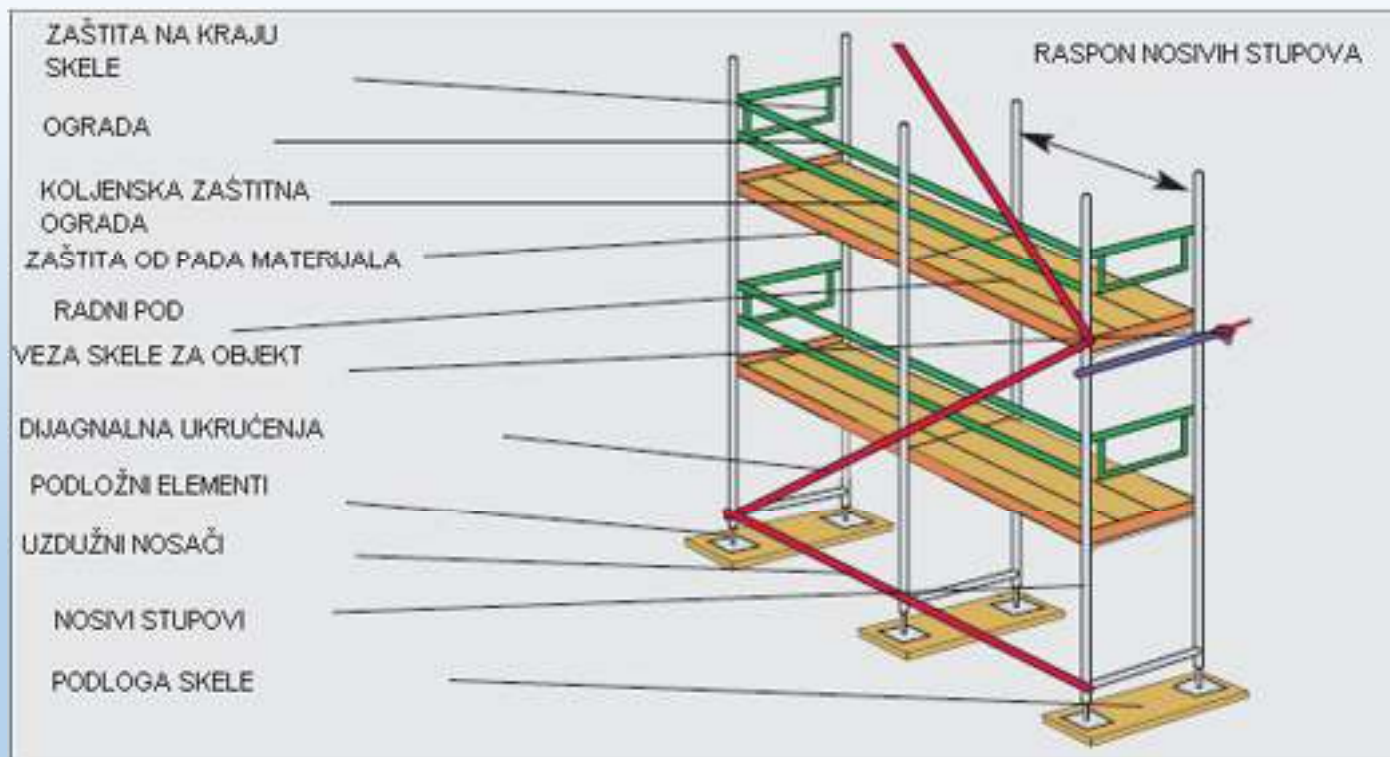 ZAŠTITA NA KRAJU
SKELE
RASPON NOSIVIH STUPOVA
OGRADA
KOLJENSKA ZAŠTITNA
OGRADA
ZAŠTITA OD PADA MATERIJALA
RADNI POD
VEZA SKELE ZA OBJEKT
DIJAGNALNA UKRUĆENJA
PODLOŽNI ELEMENTI
UZDUŽNI NOSAČI
NOSIVI STUPOVI
PODLOGA SKELE